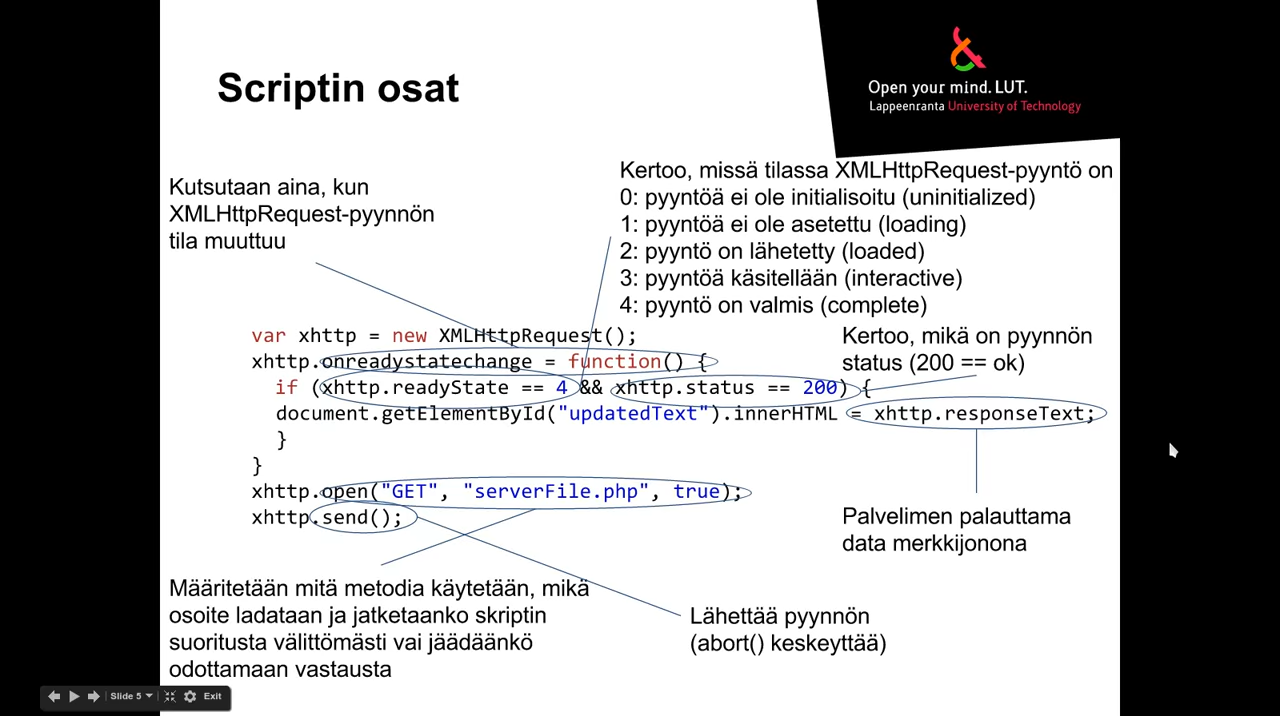 Scriptin osat
Open your mind. LUT.
Lappeenranta University of Technology
Kutsutaan aina, kun
XMLHttpRequest-pyynnön
tila muuttuu
Kertoo, missä tilassa XMLHttpRequest-pyyntö on
0: pyyntöä ei ole initialisoitu (uninitialized)
1: pyyntöä ei ole asetettu (loading)
2: pyyntö on lähetetty (loaded)
3: pyyntöä käsitellään (interactive)
4: pyyntö on valmis (complete)
Kertoo, mikä on pyynnön
status (200 == ok)
var xhttp = new XMLHttpRequest();
xhttp.onreadystatechange = function() {
if (xhttp.readyState == 4 && xhttp.status == 200) {
document.getElementById("updatedText").innerHTML = xhttp.responseText;
}
}
xhttp.open("GET", "serverFile.php", true);
xhttp.send();
Palvelimen palauttama
data merkkijonona
Määritetään mitä metodia käytetään, mikä
osoite ladataan ja jatketaanko skriptin
suoritusta välittömästi vai jäädäänkö
odottamaan vastausta
Lähettää pyynnön
(abort() keskeyttää)
Slide 5
Exit